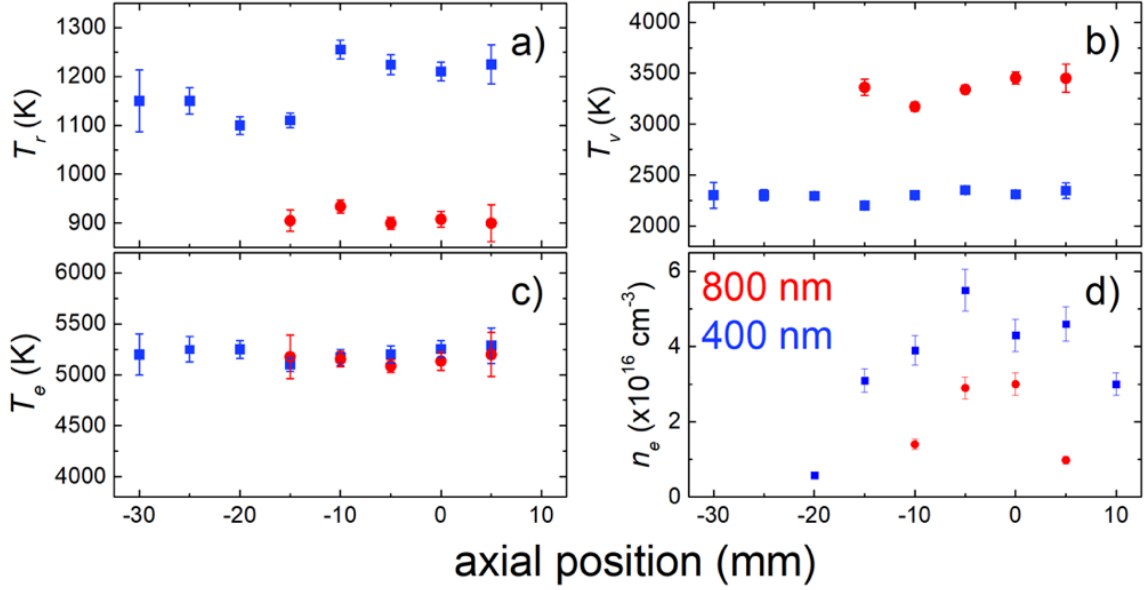 1300
1200
1100
1000
900
T_r (K)
a)
4000
3500
3000
2500
2000
T_v (K)
b)
6000
5500
5000
4500
4000
T_e (K)
c)
-30 -20 -10 0 10
6
4
2
0
n_e (x10^16 cm^-3)
800 nm
400 nm
d)
-30 -20 -10 0 10
axial position (mm)